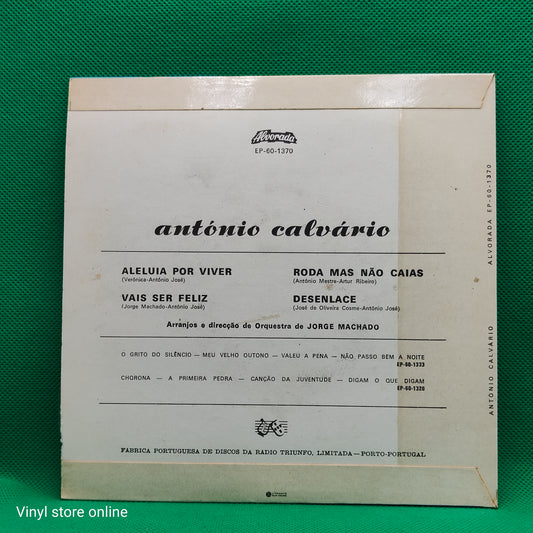 Alvorada
EP-60-1370
antónio calvário
ALELUIA POR VIVER
(Verónica-António José)
VAIS SER FELIZ
(Jorge Machado-António José)
RODA MAS NÃO CAIAS
(António Mestre-Artur Ribeiro)
DESENLACE
(José de Oliveira Cosme-António José)
Arranjos e direcção de Orquestra de JORGE MACHADO
O GRITO DO SILÊNCIO — MEU VELHO OUTONO — VALEU A PENA — NÃO PASSO BEM A NOITE
EP-60-1333
CHORONA — A PRIMEIRA PEDRA — CANÇÃO DA JUVENTUDE — DIGAM O QUE DIGAM
EP-60-1320
FABRICA PORTUGUESA DE DISCOS DA RADIO TRIUNFO, LIMITADA — PORTO-PORTUGAL
ANTÓNIO CALVÁRIO
ALVORADA EP-60-1370
Vinyl store online